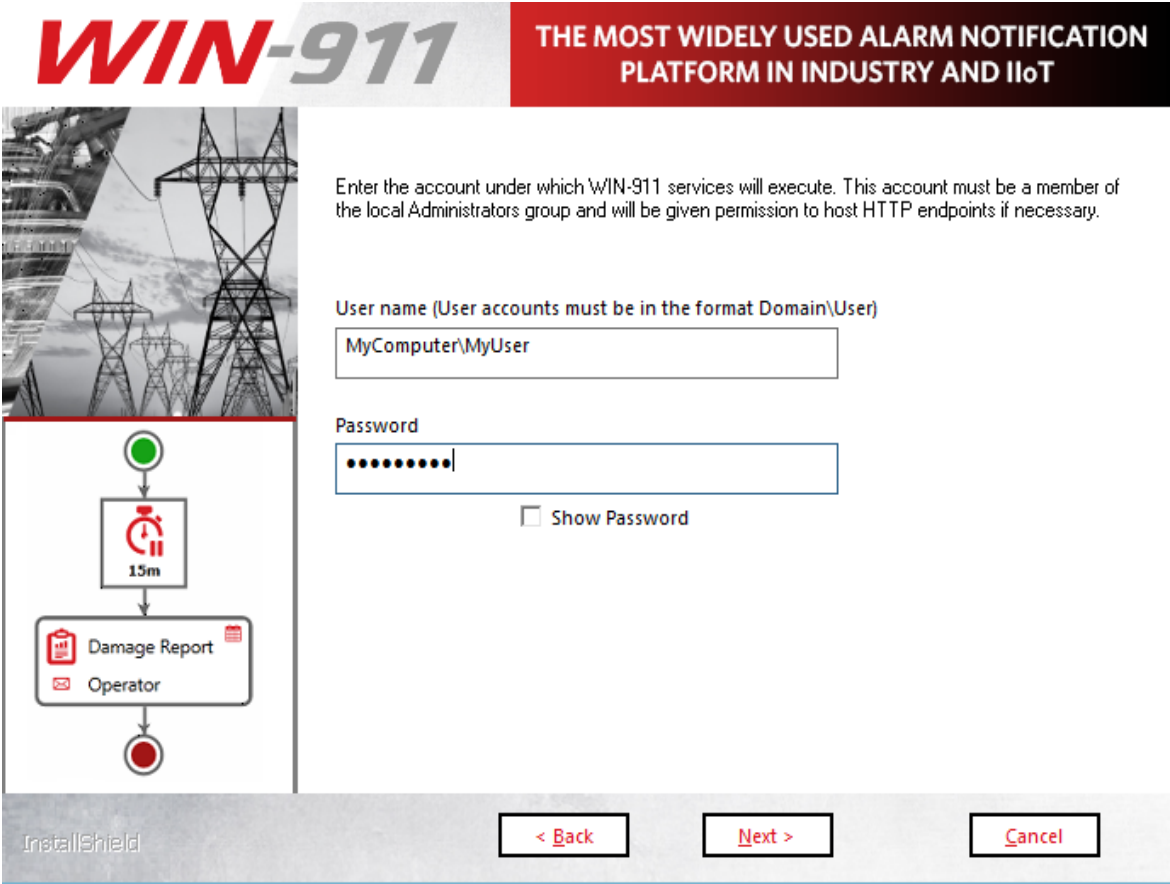 WIN-911
THE MOST WIDELY USED ALARM NOTIFICATION
PLATFORM IN INDUSTRY AND IIoT
Enter the account under which WIN-911 services will execute. This account must be a member of
the local Administrators group and will be given permission to host HTTP endpoints if necessary.
User name (User accounts must be in the format Domain\User)
MyComputer\MyUser
Password
●●●●●●●●●
Show Password
15m
Damage Report
Operator
InstallShield
< Back
Next >
Cancel